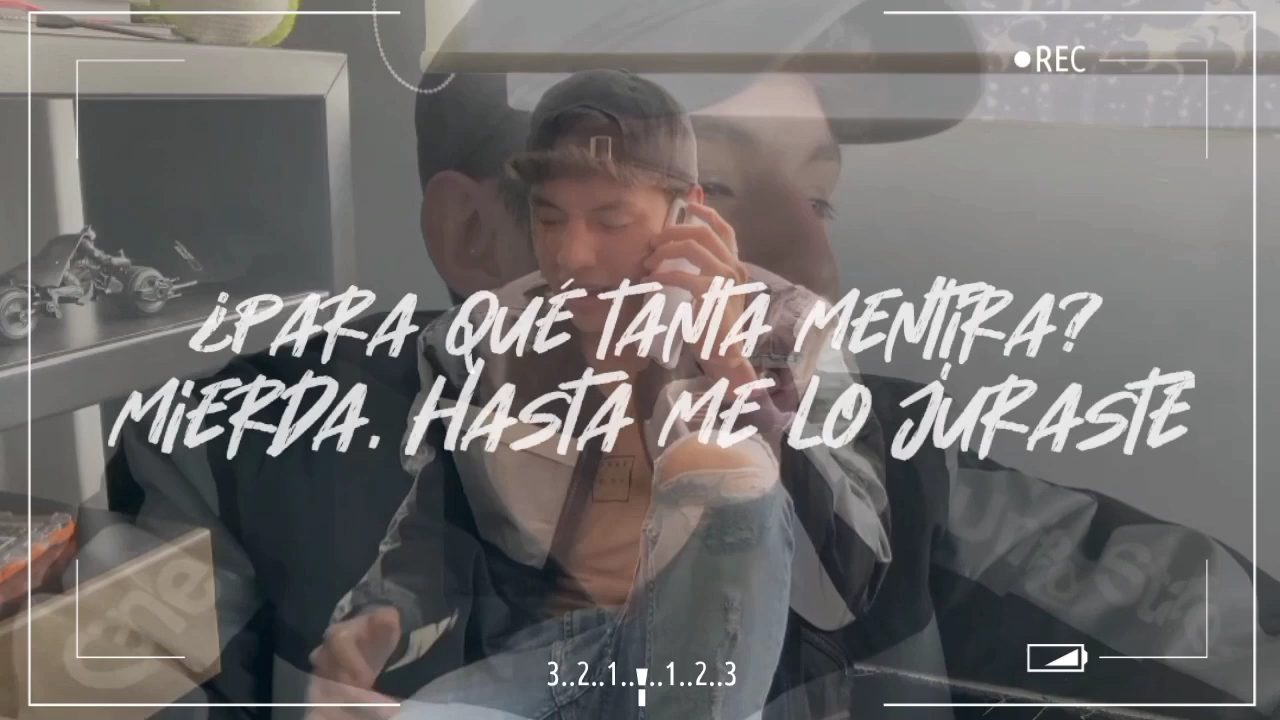 ●REC
¿PARA QUÉ TANTA MENTIRA?
MIERDA. HASTA ME LO JURASTE
3..2..1....1..2..3